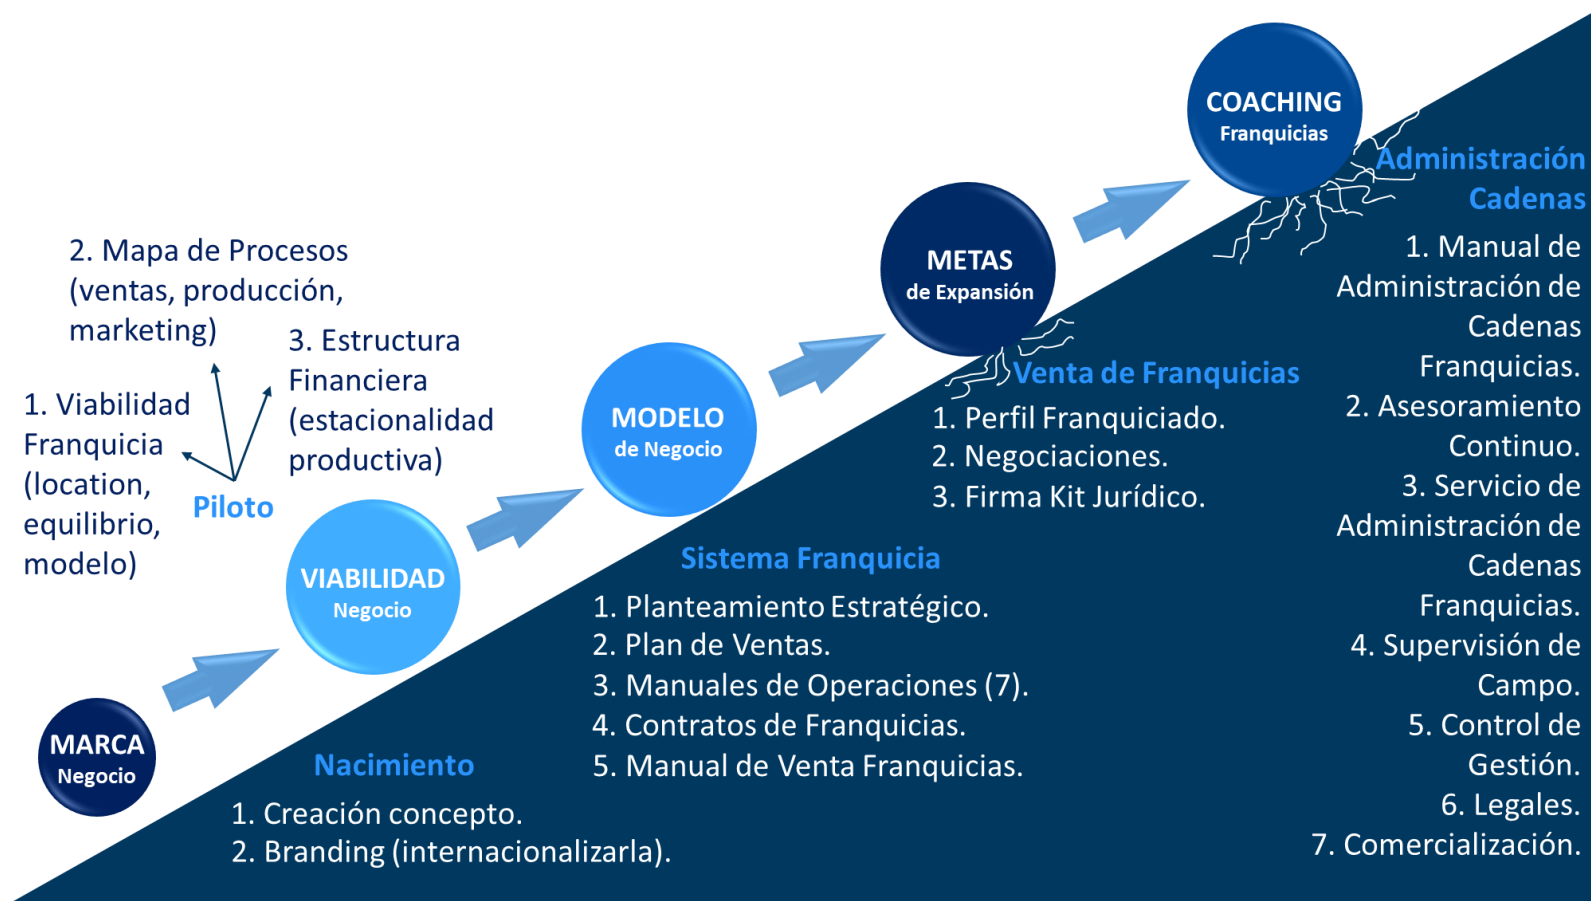 COACHING
Franquicias
Administración
Cadenas
1. Manual de
Administración de
Cadenas
Franquicias.
2. Asesoramiento
Continuo.
3. Servicio de
Administración de
Cadenas
Franquicias.
4. Supervisión de
Campo.
5. Control de
Gestión.
6. Legales.
7. Comercialización.
METAS
de Expansión
Venta de Franquicias
1. Perfil Franquiciado.
2. Negociaciones.
3. Firma Kit Jurídico.
MODELO
de Negocio
Sistema Franquicia
1. Planteamiento Estratégico.
2. Plan de Ventas.
3. Manuales de Operaciones (7).
4. Contratos de Franquicias.
5. Manual de Venta Franquicias.
2. Mapa de Procesos
(ventas, producción,
marketing)
3. Estructura
Financiera
(estacionalidad
productiva)
1. Viabilidad
Franquicia
(location,
equilibrio,
modelo)
Piloto
VIABILIDAD
Negocio
MARCA
Negocio
Nacimiento
1. Creación concepto.
2. Branding (internacionalizarla).